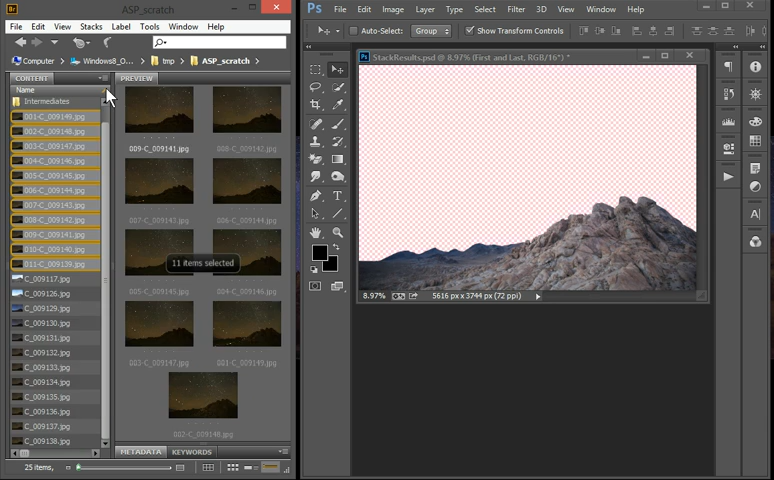 Br
ASP_scratch
File Edit View Stacks Label Tools Window Help
Computer Windows8_O... tmp ASP_scratch
CONTENT
PREVIEW
Name
Intermediates
001-C_009149.jpg
002-C_009148.jpg
003-C_009147.jpg
004-C_009146.jpg
005-C_009145.jpg
006-C_009144.jpg
007-C_009143.jpg
008-C_009142.jpg
009-C_009141.jpg
010-C_009140.jpg
011-C_009139.jpg
C_009117.jpg
C_009126.jpg
C_009129.jpg
C_009130.jpg
C_009131.jpg
C_009132.jpg
C_009133.jpg
C_009134.jpg
C_009135.jpg
C_009136.jpg
C_009137.jpg
C_009138.jpg
25 items,
009-C_009141.jpg 008-C_009142.jpg
007-C_009143.jpg 006-C_009144.jpg
11 items selected
005-C_009145.jpg 004-C_009146.jpg
003-C_009147.jpg 001-C_009149.jpg
002-C_009148.jpg
METADATA KEYWORDS
Ps File Edit Image Layer Type Select Filter 3D View Window Help
Auto-Select: Group Show Transform Controls
Ps StackResults.psd @ 8.97% (First and Last, RGB/16*) *
8.97% 5616 px x 3744 px (72 ppi)